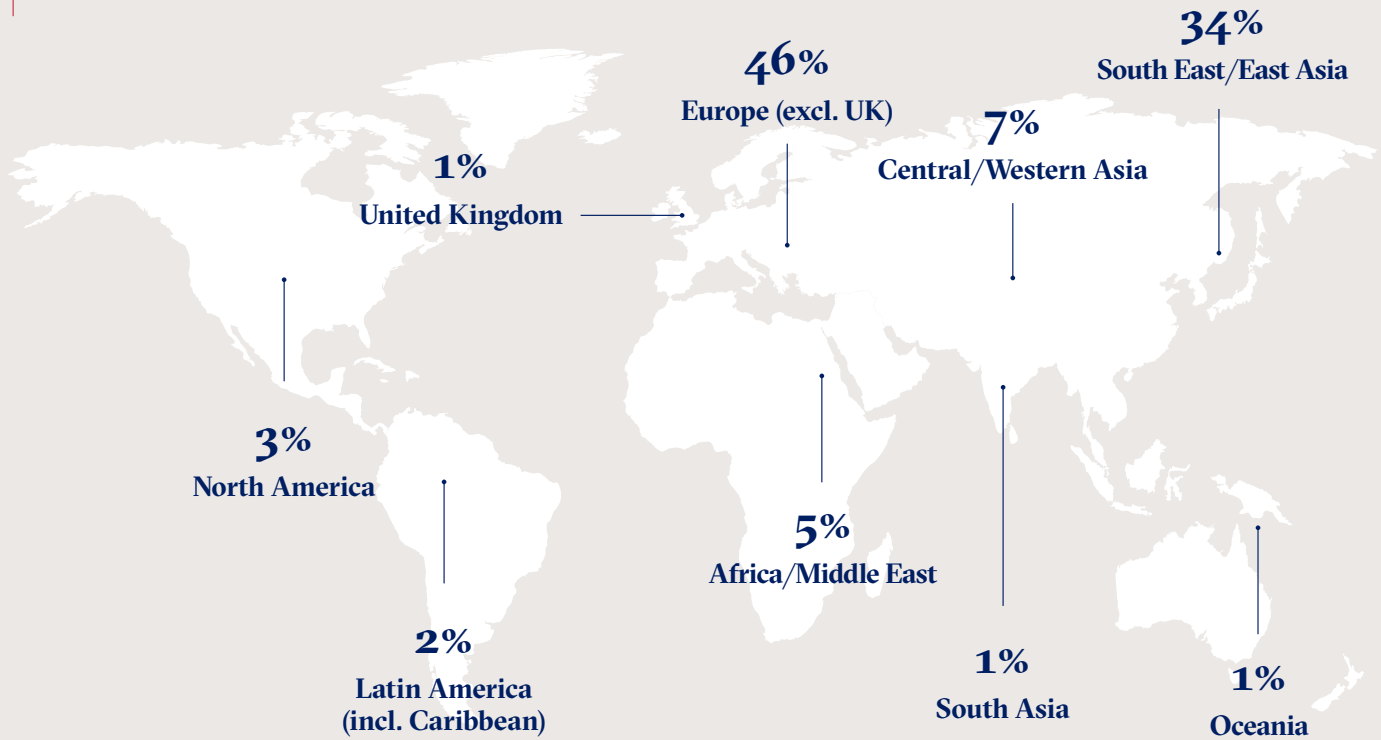 34%
South East/East Asia
46%
Europe (excl. UK)
7%
Central/Western Asia
1%
United Kingdom
3%
North America
5%
Africa/Middle East
2%
Latin America
(incl. Caribbean)
1%
South Asia
1%
Oceania